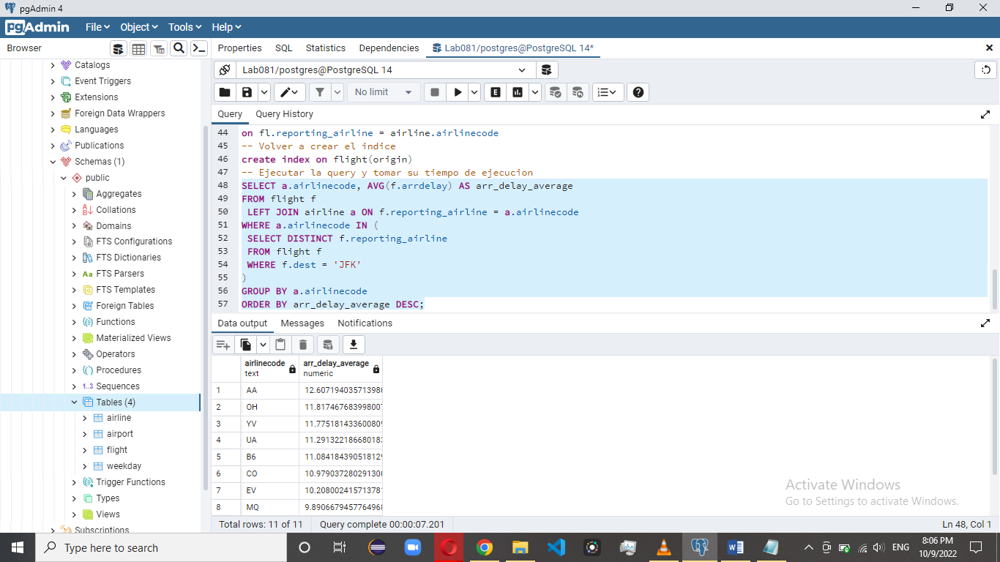 pgAdmin 4
pgAdmin File Object Tools Help
Browser
Properties SQL Statistics Dependencies Lab081/postgres@PostgreSQL 14*
Catalogs
Event Triggers
Extensions
Foreign Data Wrappers
Languages
Publications
Schemas (1)
public
Aggregates
Collations
Domains
FTS Configurations
FTS Dictionaries
Aa FTS Parsers
FTS Templates
Foreign Tables
Functions
Materialized Views
Operators
Procedures
1..3 Sequences
Tables (4)
airline
airport
flight
weekday
Trigger Functions
Types
Views
Subscriptions
Lab081/postgres@PostgreSQL 14
No limit
E
Query Query History
44 on fl.reporting_airline = airline.airlinecode
45 -- Volver a crear el indice
46 create index on flight(origin)
47 -- Ejecutar la query y tomar su tiempo de ejecucion
48 SELECT a.airlinecode, AVG(f.arrdelay) AS arr_delay_average
49 FROM flight f
50 LEFT JOIN airline a ON f.reporting_airline = a.airlinecode
51 WHERE a.airlinecode IN (
52 SELECT DISTINCT f.reporting_airline
53 FROM flight f
54 WHERE f.dest = 'JFK'
55 )
56 GROUP BY a.airlinecode
57 ORDER BY arr_delay_average DESC;
Data output Messages Notifications
airlinecode arr_delay_average
text numeric
1 AA 12.60719403571398
2 OH 11.81746768399800
3 YV 11.77518143360080
4 UA 11.29132218668018
5 B6 11.08418439051812
6 CO 10.97903728029130
7 EV 10.20800241571378
8 MQ 9.890667945776496
Activate Windows
Go to Settings to activate Windows.
Total rows: 11 of 11 Query complete 00:00:07.201 Ln 48, Col 1
Type here to search
ENG
8:06 PM
10/9/2022